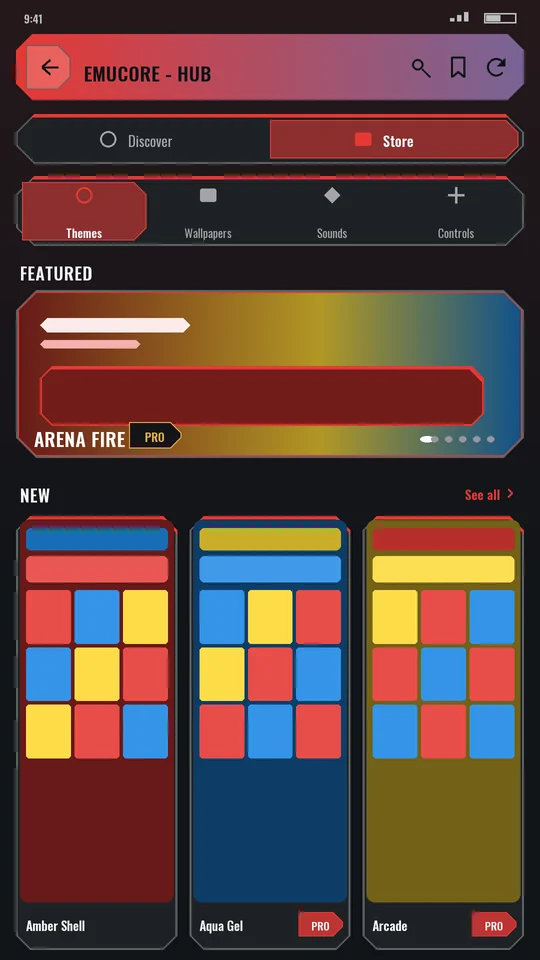 9:41
EMUCORE - HUB
Discover
Store
Themes
Wallpapers
Sounds
Controls
FEATURED
ARENA FIRE
PRO
NEW
See all
Amber Shell
Aqua Gel
PRO
Arcade
PRO